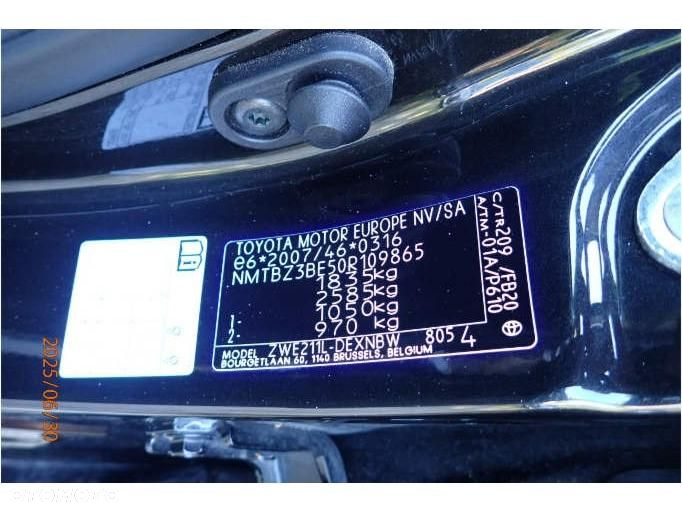 TOYOTA MOTOR EUROPE NV/SA
e6*2007/46*0316
NMTBZ3BE50R109865
1835kg
2585kg
1- 1050kg
2- 970 kg
MODEL ZWE211L-DEXNBW 805 4
BOURGETLAAN 60, 1140 BRUSSELS, BELGIUM
C/TR209 /FB20
A/TM-01A/P610
2025/06/30